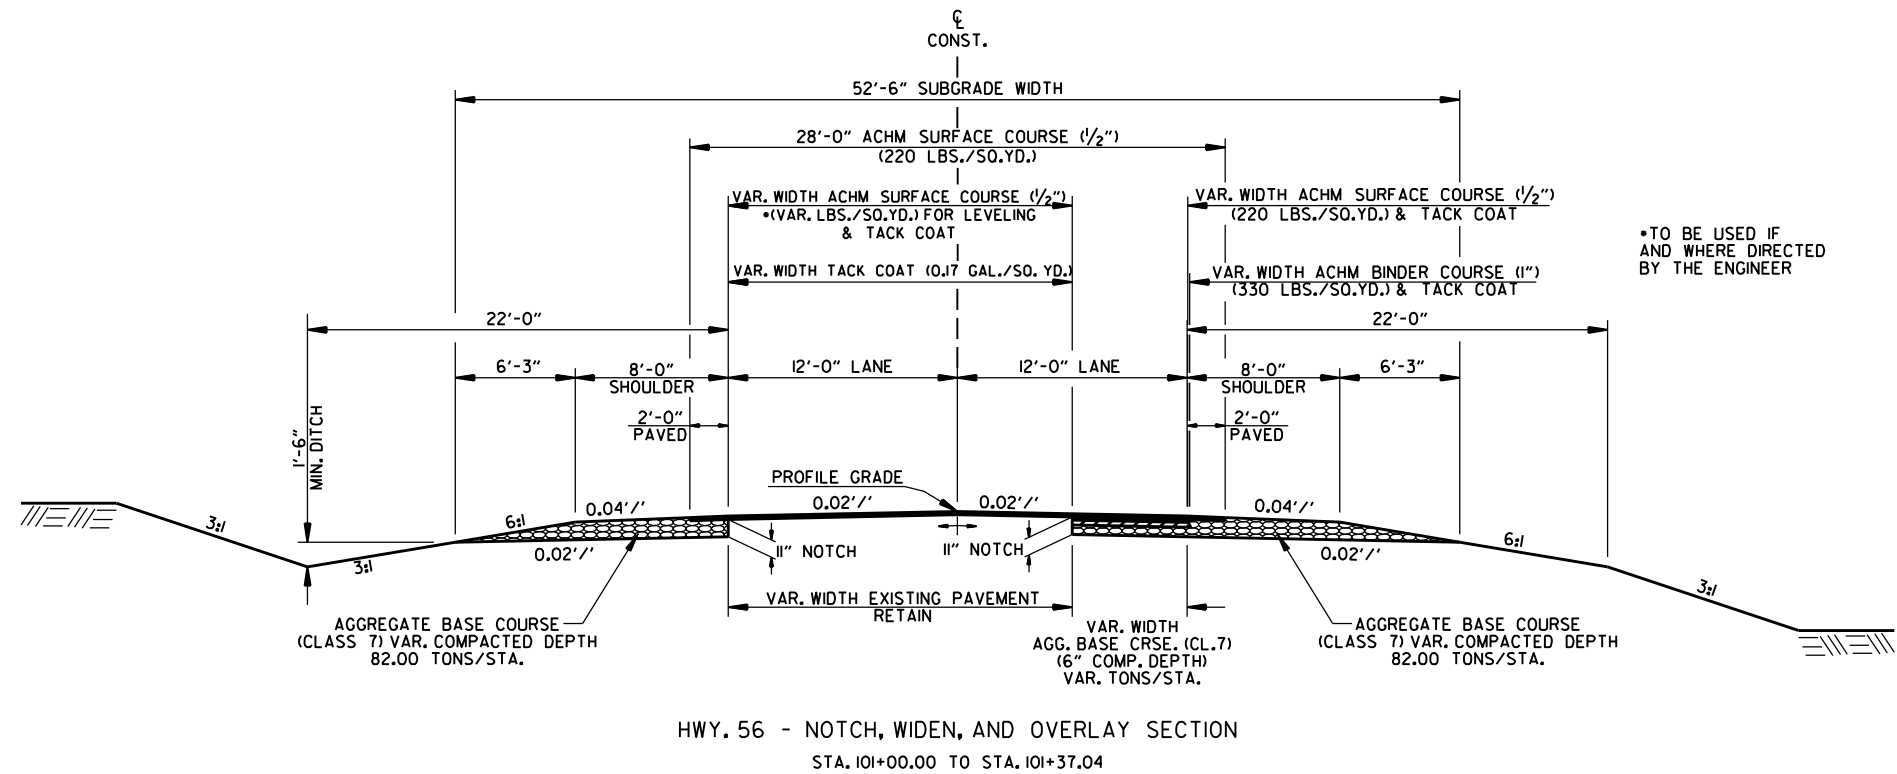 ℄
CONST.
52'-6" SUBGRADE WIDTH
28'-0" ACHM SURFACE COURSE (1/2")
(220 LBS./SQ.YD.)
VAR. WIDTH ACHM SURFACE COURSE (1/2")
*(VAR. LBS./SQ.YD.) FOR LEVELING
& TACK COAT
VAR. WIDTH ACHM SURFACE COURSE (1/2")
(220 LBS./SQ.YD.) & TACK COAT
*TO BE USED IF
AND WHERE DIRECTED
BY THE ENGINEER
VAR. WIDTH TACK COAT (0.17 GAL./SQ. YD.)
VAR. WIDTH ACHM BINDER COURSE (1")
(330 LBS./SQ.YD.) & TACK COAT
22'-0"
22'-0"
6'-3"
8'-0"
SHOULDER
12'-0" LANE
12'-0" LANE
8'-0"
SHOULDER
6'-3"
2'-0"
PAVED
2'-0"
PAVED
1'-6"
MIN. DITCH
PROFILE GRADE
3:1
6:1
0.04'/'
0.02'/'
0.02'/'
0.04'/'
6:1
3:1
3:1
0.02'/'
11" NOTCH
11" NOTCH
0.02'/'
VAR. WIDTH EXISTING PAVEMENT
RETAIN
AGGREGATE BASE COURSE
(CLASS 7) VAR. COMPACTED DEPTH
82.00 TONS/STA.
VAR. WIDTH
AGG. BASE CRSE. (CL.7)
(6" COMP. DEPTH)
VAR. TONS/STA.
AGGREGATE BASE COURSE
(CLASS 7) VAR. COMPACTED DEPTH
82.00 TONS/STA.
HWY. 56 - NOTCH, WIDEN, AND OVERLAY SECTION
STA. 101+00.00 TO STA. 101+37.04